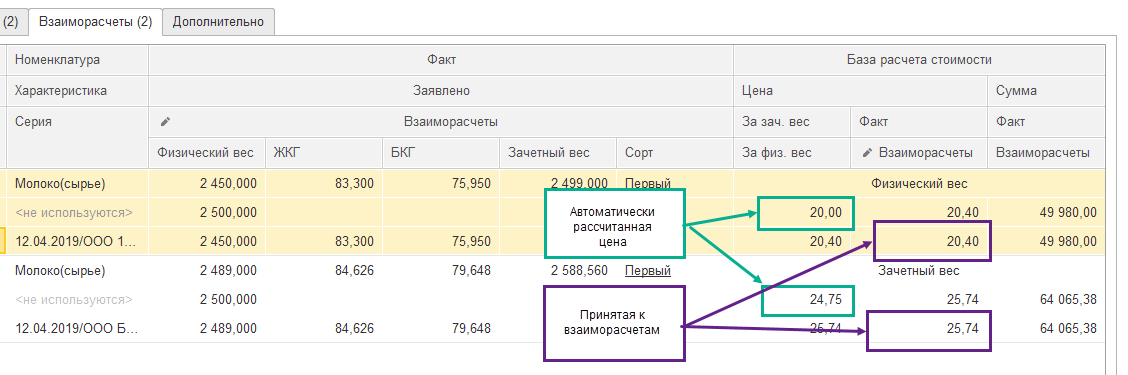 (2) Взаиморасчеты (2) Дополнительно
Номенклатура Факт База расчета стоимости
Характеристика Заявлено Цена Сумма
Серия Взаиморасчеты За зач. вес Факт Факт
Физический вес ЖКГ БКГ Зачетный вес Сорт За физ. вес Взаиморасчеты Взаиморасчеты
Молоко(сырье) 2 450,000 83,300 75,950 2 499,000 Первый Физический вес
<не используются> 2 500,000 20,00 20,40 49 980,00
12.04.2019/ООО 1... 2 450,000 83,300 75,950 20,40 20,40 49 980,00
Автоматически
рассчитанная
цена
Молоко(сырье) 2 489,000 84,626 79,648 2 588,560 Первый Зачетный вес
<не используются> 2 500,000 24,75 25,74 64 065,38
12.04.2019/ООО Б... 2 489,000 84,626 79,648 25,74 25,74 64 065,38
Принятая к
взаиморасчетам